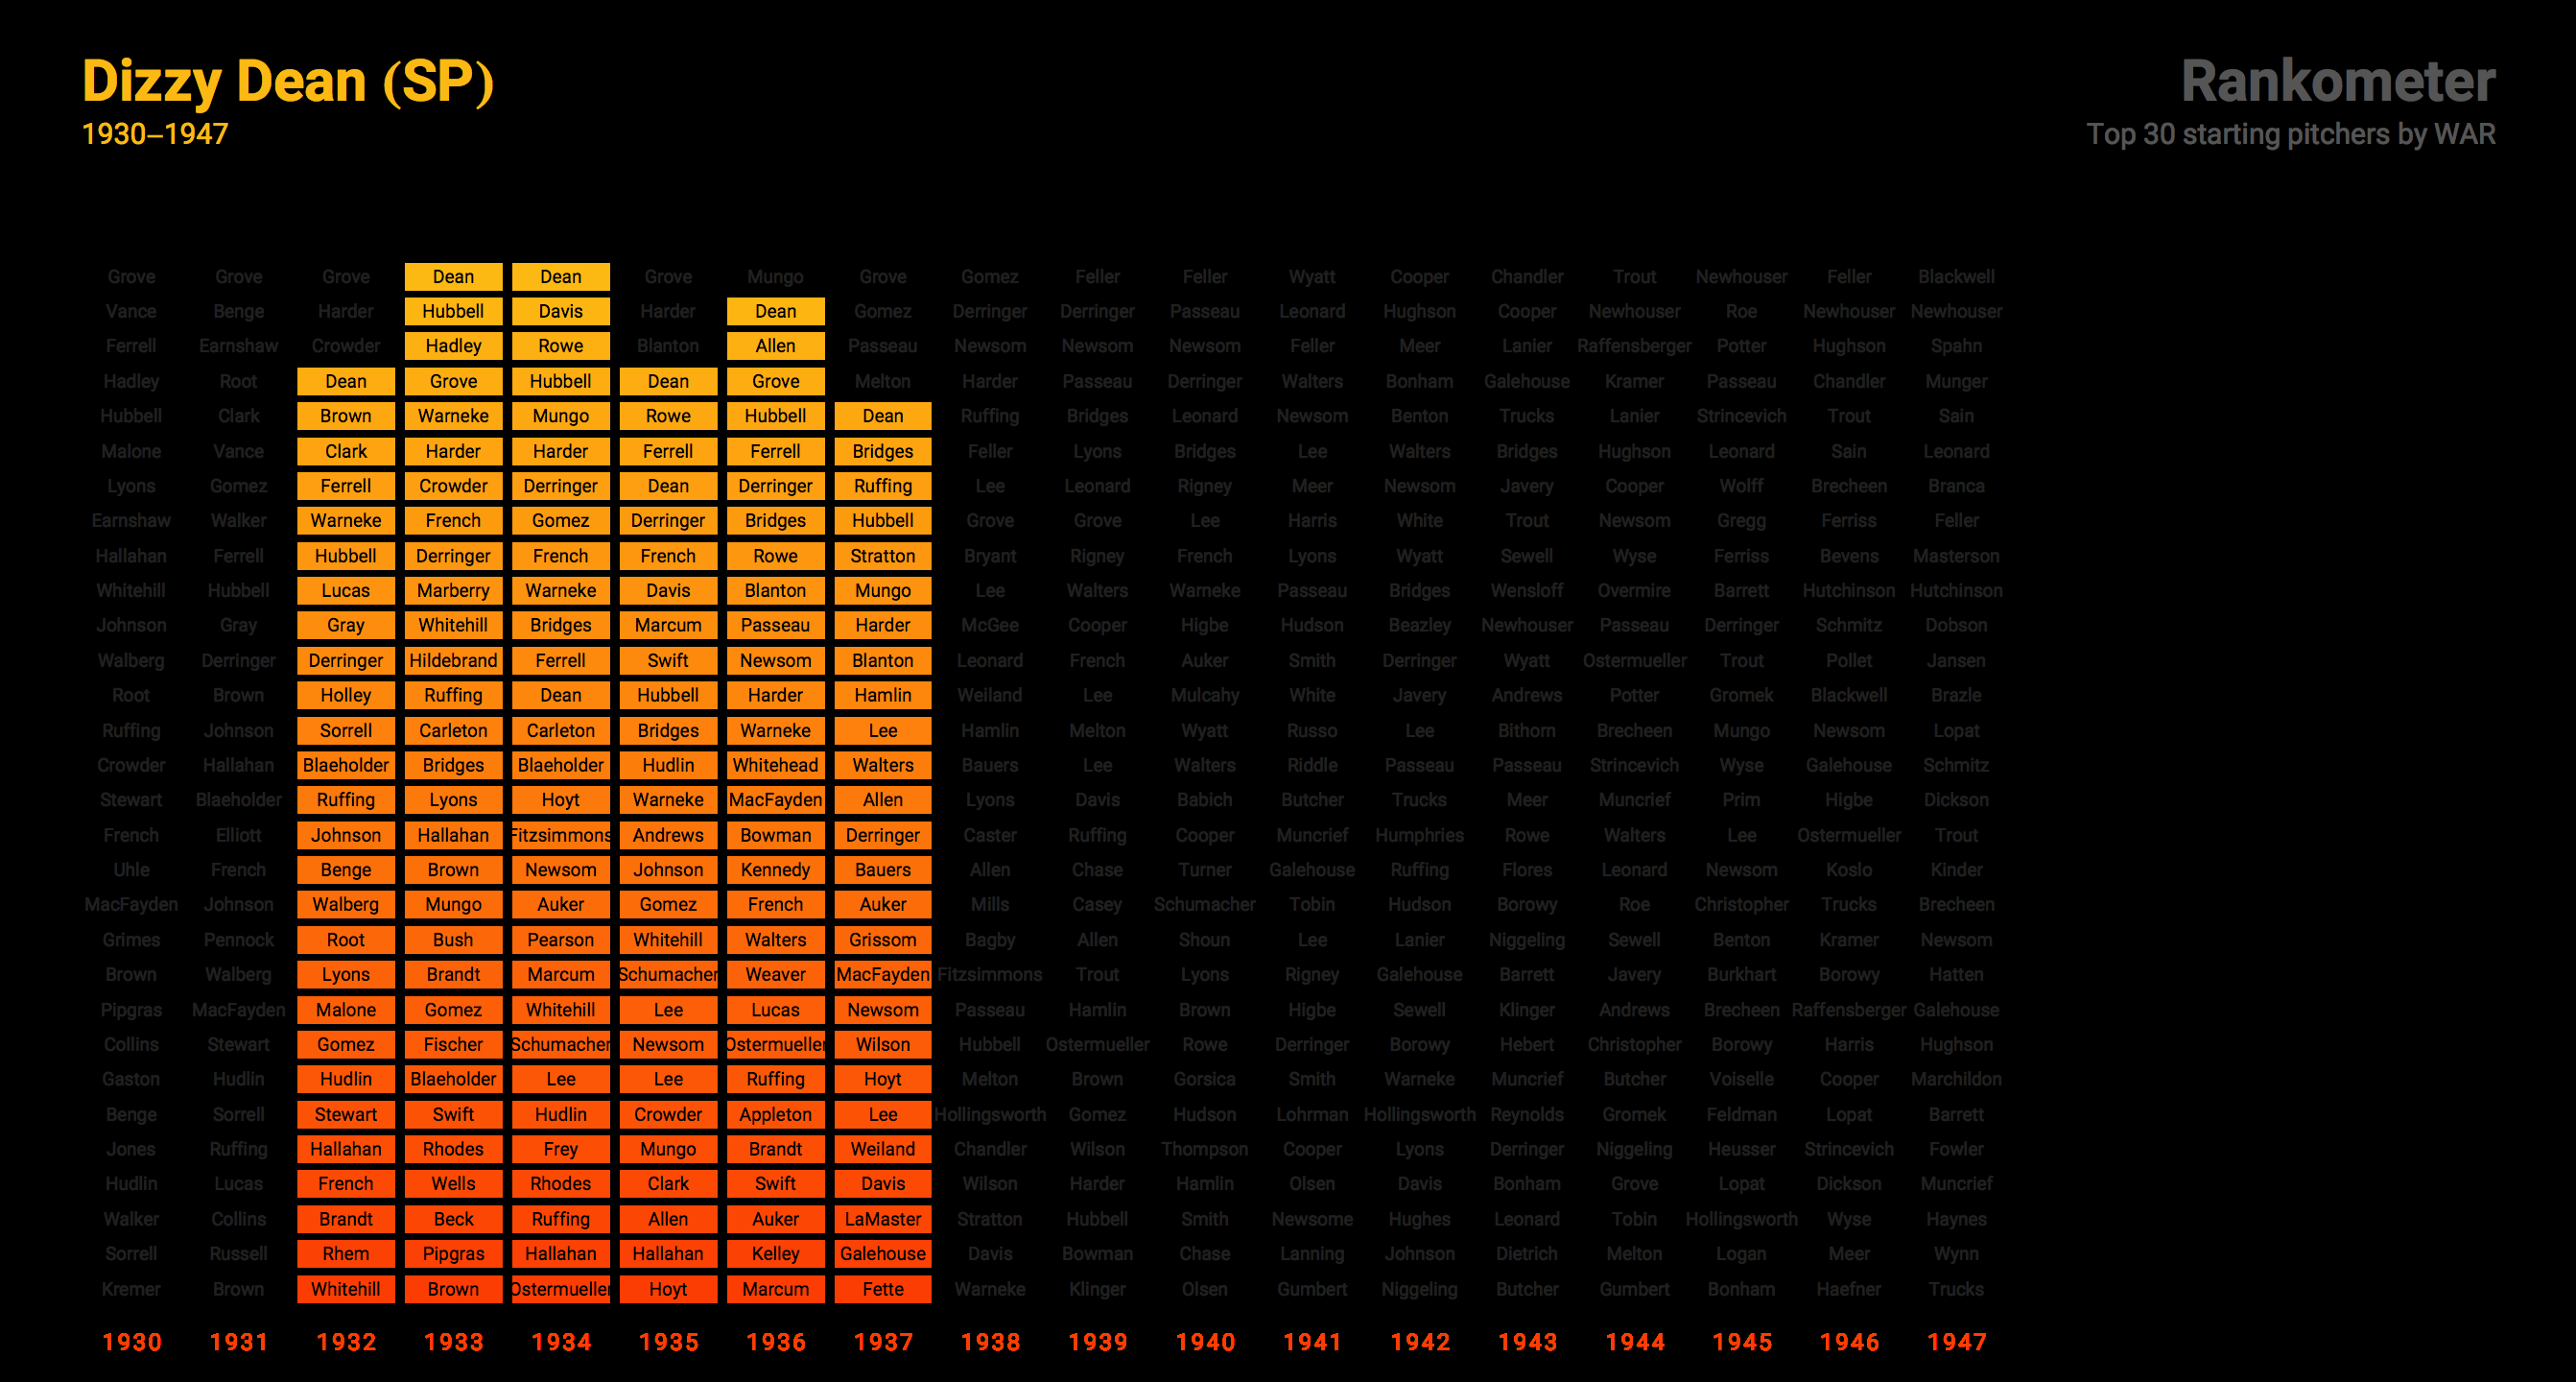 Dizzy Dean (SP)
1930–1947
Rankometer
Top 30 starting pitchers by WAR
Grove Grove Grove Dean Dean Grove Mungo Grove Gomez Feller Feller Wyatt Cooper Chandler Trout Newhouser Feller Blackwell
Vance Benge Harder Hubbell Davis Harder Dean Gomez Derringer Derringer Passeau Leonard Hughson Cooper Newhouser Roe Newhouser Newhouser
Ferrell Earnshaw Crowder Hadley Rowe Blanton Allen Passeau Newsom Newsom Newsom Feller Meer Lanier Raffensberger Potter Hughson Spahn
Hadley Root Dean Grove Hubbell Dean Grove Melton Harder Passeau Derringer Walters Bonham Galehouse Kramer Passeau Chandler Munger
Hubbell Clark Brown Warneke Mungo Rowe Hubbell Dean Ruffing Bridges Leonard Newsom Benton Trucks Lanier Strincevich Trout Sain
Malone Vance Clark Harder Harder Ferrell Ferrell Bridges Feller Lyons Bridges Lee Walters Bridges Hughson Leonard Sain Leonard
Lyons Gomez Ferrell Crowder Derringer Dean Derringer Ruffing Lee Leonard Rigney Meer Newsom Javery Cooper Wolff Brecheen Branca
Earnshaw Walker Warneke French Gomez Derringer Bridges Hubbell Grove Grove Lee Harris White Trout Newsom Gregg Ferriss Feller
Hallahan Ferrell Hubbell Derringer French French Rowe Stratton Bryant Rigney French Lyons Wyatt Sewell Wyse Ferriss Bevens Masterson
Whitehill Hubbell Lucas Marberry Warneke Davis Blanton Mungo Lee Walters Warneke Passeau Bridges Wensloff Overmire Barrett Hutchinson Hutchinson
Johnson Gray Gray Whitehill Bridges Marcum Passeau Harder McGee Cooper Higbe Hudson Beazley Newhouser Passeau Derringer Schmitz Dobson
Walberg Derringer Derringer Hildebrand Ferrell Swift Newsom Blanton Leonard French Auker Smith Derringer Wyatt Ostermueller Trout Pollet Jansen
Root Brown Holley Ruffing Dean Hubbell Harder Hamlin Weiland Lee Mulcahy White Javery Andrews Potter Gromek Blackwell Brazle
Ruffing Johnson Sorrell Carleton Carleton Bridges Warneke Lee Hamlin Melton Wyatt Russo Lee Bithorn Brecheen Mungo Newsom Lopat
Crowder Hallahan Blaeholder Bridges Blaeholder Hudlin Whitehead Walters Bauers Lee Walters Riddle Passeau Passeau Strincevich Wyse Galehouse Schmitz
Stewart Blaeholder Ruffing Lyons Hoyt Warneke MacFayden Allen Lyons Davis Babich Butcher Trucks Meer Muncrief Prim Higbe Dickson
French Elliott Johnson Hallahan Fitzsimmons Andrews Bowman Derringer Caster Ruffing Cooper Muncrief Humphries Rowe Walters Lee Ostermueller Trout
Uhle French Benge Brown Newsom Johnson Kennedy Bauers Allen Chase Turner Galehouse Ruffing Flores Leonard Newsom Koslo Kinder
MacFayden Johnson Walberg Mungo Auker Gomez French Auker Mills Casey Schumacher Tobin Hudson Borowy Roe Christopher Trucks Brecheen
Grimes Pennock Root Bush Pearson Whitehill Walters Grissom Bagby Allen Shoun Lee Lanier Niggeling Sewell Benton Kramer Newsom
Brown Walberg Lyons Brandt Marcum Schumacher Weaver MacFayden Fitzsimmons Trout Lyons Rigney Galehouse Barrett Javery Burkhart Borowy Hatten
Pipgras MacFayden Malone Gomez Whitehill Lee Lucas Newsom Passeau Hamlin Brown Higbe Sewell Klinger Andrews Brecheen Raffensberger Galehouse
Collins Stewart Gomez Fischer Schumacher Newsom Ostermueller Wilson Hubbell Ostermueller Rowe Derringer Borowy Hebert Christopher Borowy Harris Hughson
Gaston Hudlin Hudlin Blaeholder Lee Lee Ruffing Hoyt Melton Brown Gorsica Smith Warneke Muncrief Butcher Voiselle Cooper Marchildon
Benge Sorrell Stewart Swift Hudlin Crowder Appleton Lee Hollingsworth Gomez Hudson Lohrman Hollingsworth Reynolds Gromek Feldman Lopat Barrett
Jones Ruffing Hallahan Rhodes Frey Mungo Brandt Weiland Chandler Wilson Thompson Cooper Lyons Derringer Niggeling Heusser Strincevich Fowler
Hudlin Lucas French Wells Rhodes Clark Swift Davis Wilson Harder Hamlin Olsen Davis Bonham Grove Lopat Dickson Muncrief
Walker Collins Brandt Beck Ruffing Allen Auker LaMaster Stratton Hubbell Smith Newsome Hughes Leonard Tobin Hollingsworth Wyse Haynes
Sorrell Russell Rhem Pipgras Hallahan Hallahan Kelley Galehouse Davis Bowman Chase Lanning Johnson Dietrich Melton Logan Meer Wynn
Kremer Brown Whitehill Brown Ostermueller Hoyt Marcum Fette Warneke Klinger Olsen Gumbert Niggeling Butcher Gumbert Bonham Haefner Trucks
1930 1931 1932 1933 1934 1935 1936 1937 1938 1939 1940 1941 1942 1943 1944 1945 1946 1947